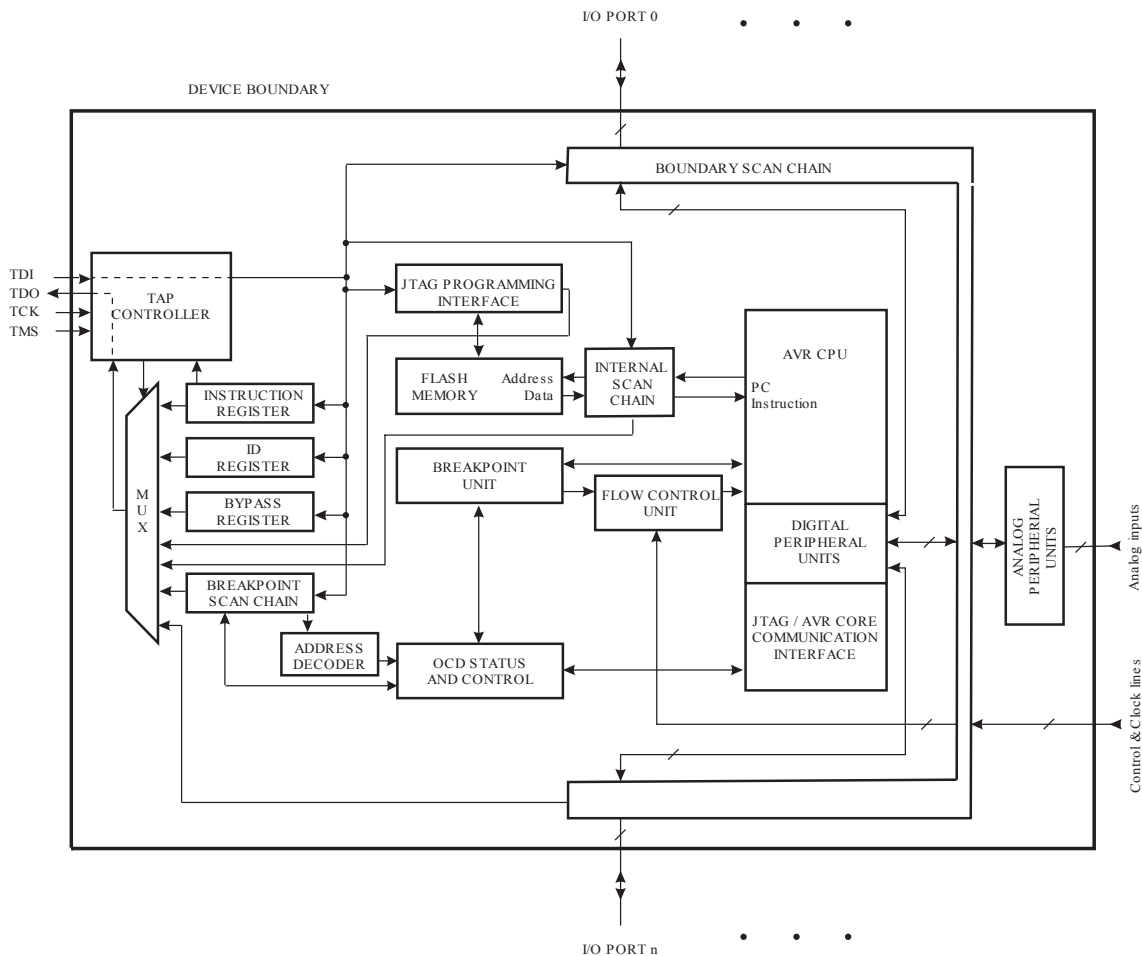 I/O PORT 0
DEVICE BOUNDARY
BOUNDARY SCAN CHAIN
TDI
TDO
TCK
TMS
TAP
CONTROLLER
JTAG PROGRAMMING
INTERFACE
AVR CPU
FLASH
MEMORY
Address
Data
INTERNAL
SCAN
CHAIN
PC
Instruction
INSTRUCTION
REGISTER
ID
REGISTER
BYPASS
REGISTER
M
U
X
BREAKPOINT
UNIT
FLOW CONTROL
UNIT
DIGITAL
PERIPHERAL
UNITS
ANALOG
PERIPHERIAL
UNITS
Analog inputs
BREAKPOINT
SCAN CHAIN
ADDRESS
DECODER
OCD STATUS
AND CONTROL
JTAG / AVR CORE
COMMUNICATION
INTERFACE
Control & Clock lines
I/O PORT n